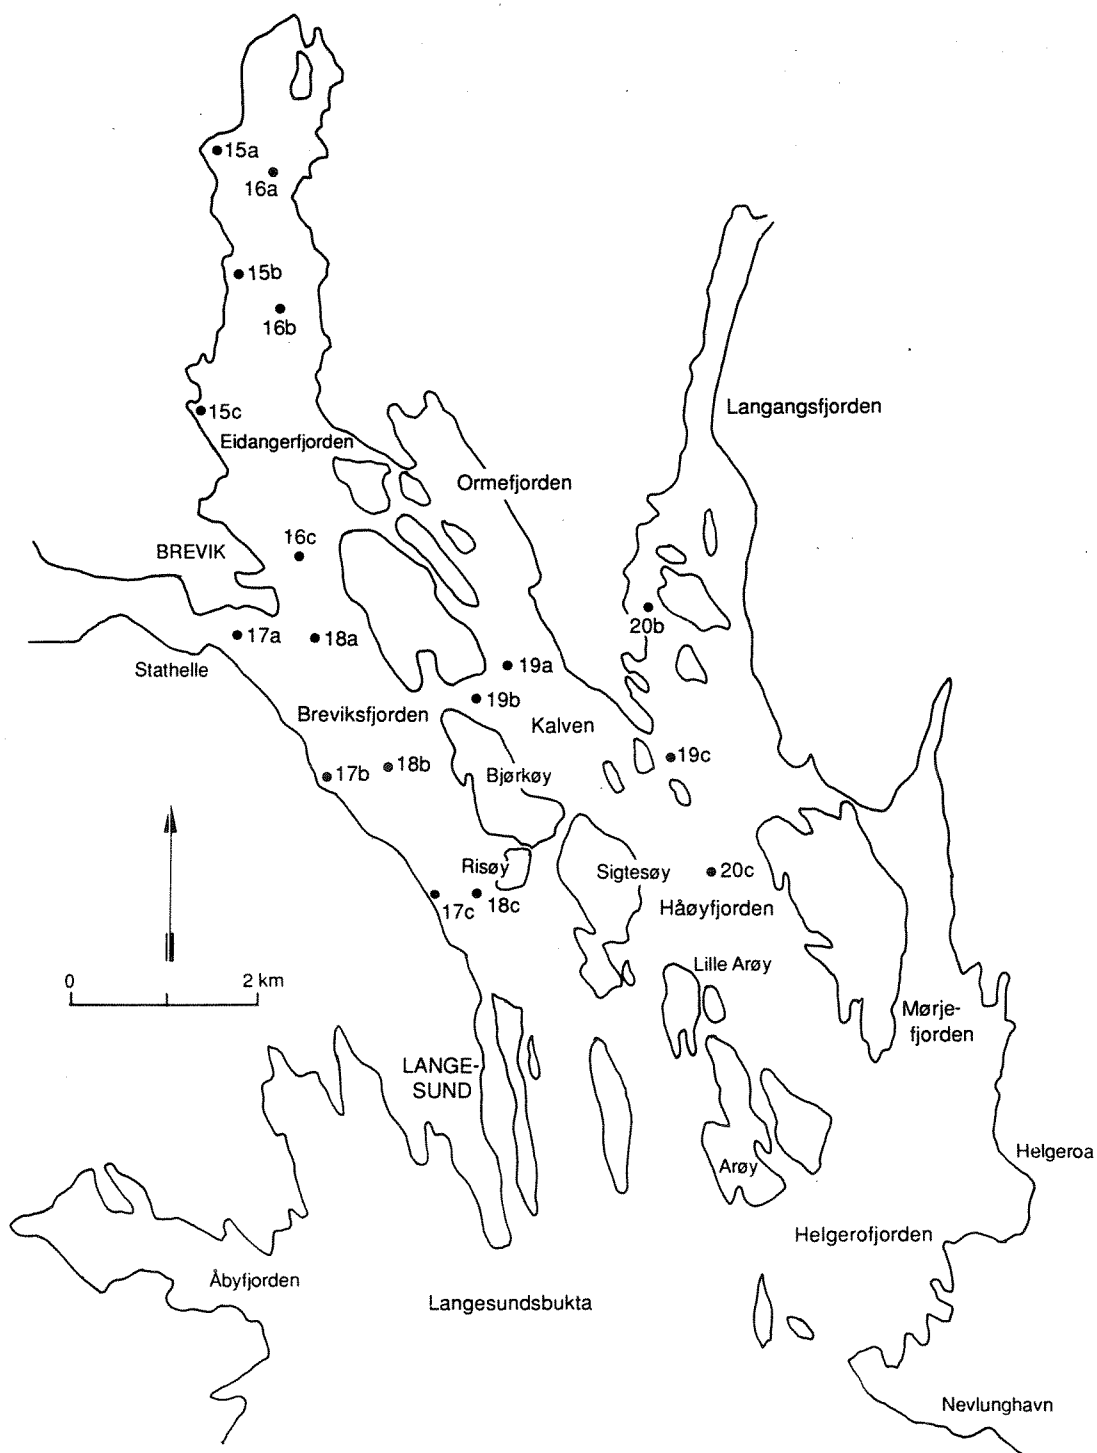 15a
16a
15b
16b
15c
Langangsfjorden
Eidangerfjorden
Ormefjorden
16c
BREVIK
20b
17a
18a
Stathelle
19a
19b
Breviksfjorden
Kalven
19c
18b
17b
Bjørkøy
Risøy
Sigtesøy
20c
17c
18c
Håøyfjorden
Lille Arøy
0
2 km
Mørje-
fjorden
LANGE-
SUND
Helgeroa
Arøy
Helgerofjorden
Åbyfjorden
Langesundsbukta
Nevlunghavn